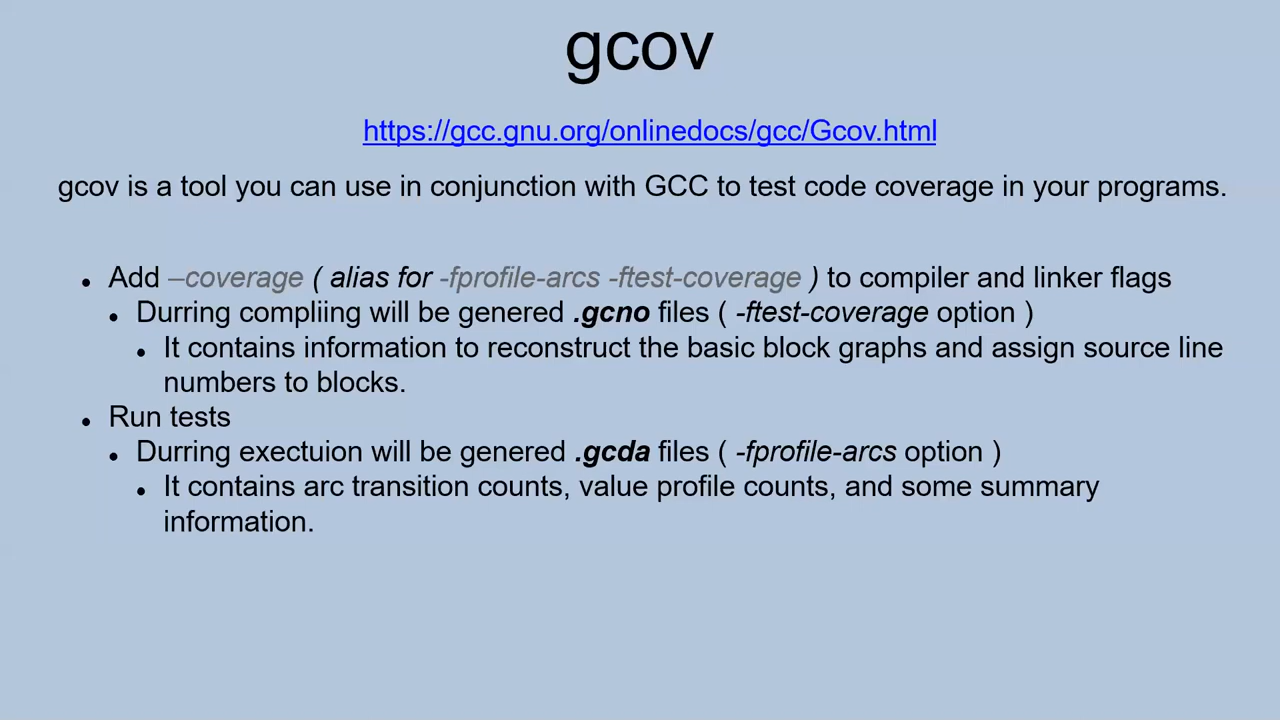 gcov
https://gcc.gnu.org/onlinedocs/gcc/Gcov.html
gcov is a tool you can use in conjunction with GCC to test code coverage in your programs.
● Add –coverage ( alias for -fprofile-arcs -ftest-coverage ) to compiler and linker flags
● Durring compliing will be genered .gcno files ( -ftest-coverage option )
● It contains information to reconstruct the basic block graphs and assign source line
numbers to blocks.
● Run tests
● Durring exectuion will be genered .gcda files ( -fprofile-arcs option )
● It contains arc transition counts, value profile counts, and some summary
information.